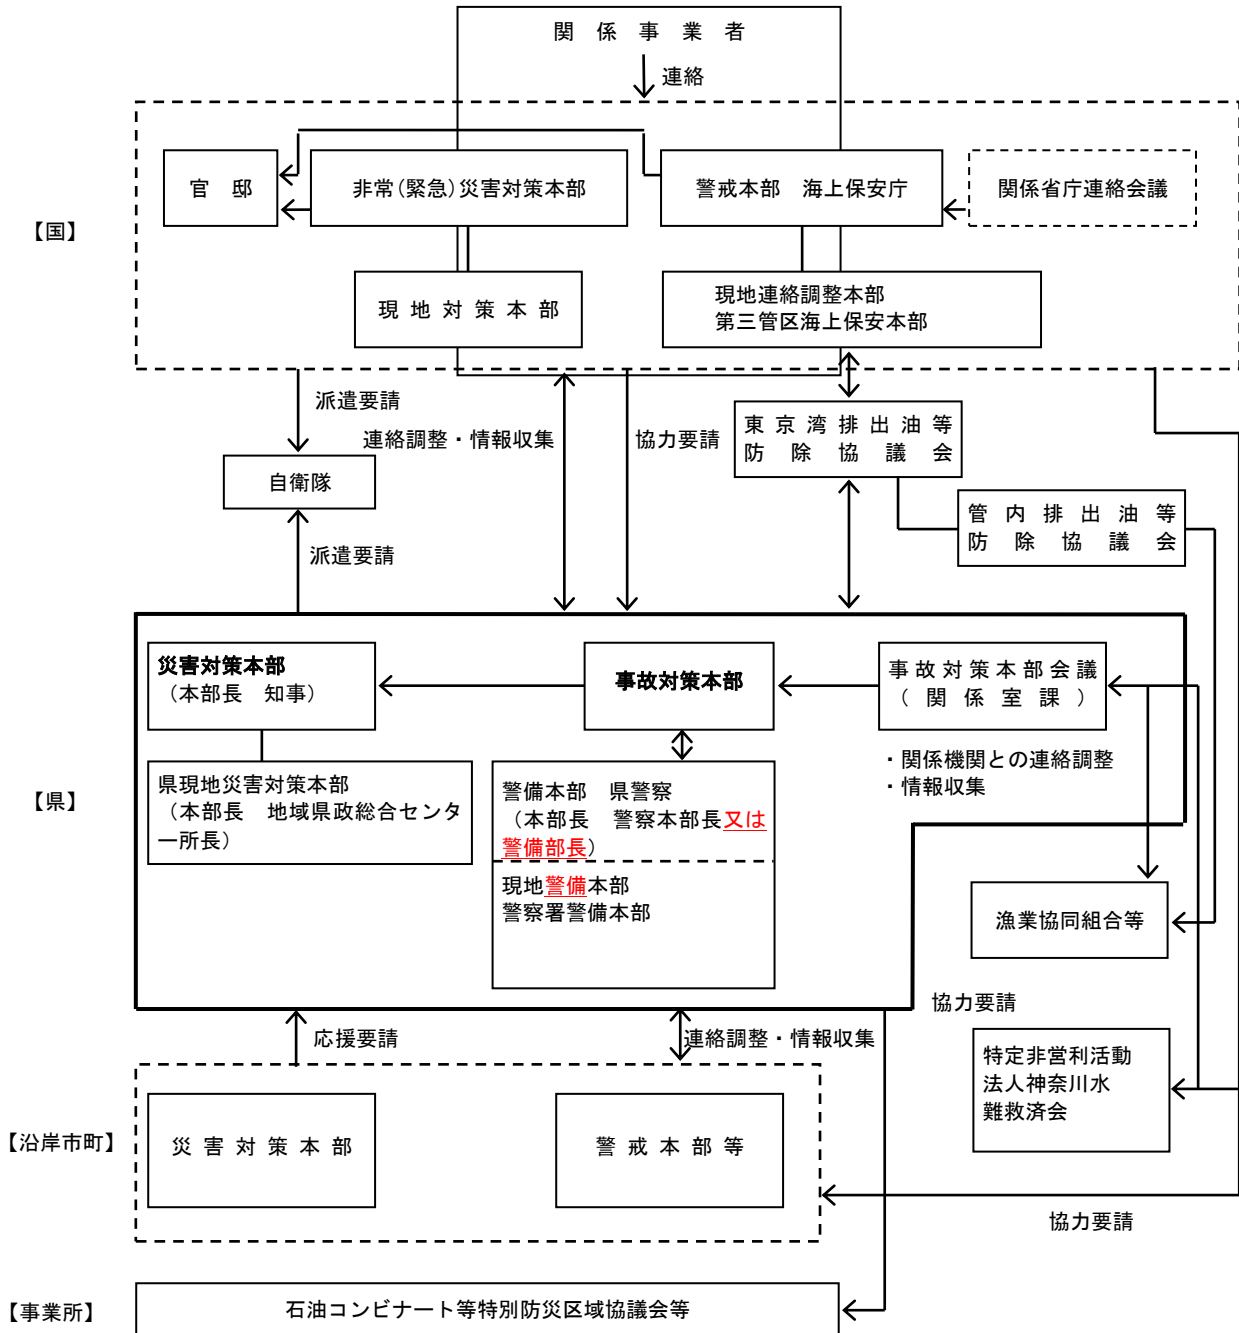 関係事業者
連絡
【国】
官邸
非常(緊急)災害対策本部
警戒本部　海上保安庁
関係省庁連絡会議
現地対策本部
現地連絡調整本部
第三管区海上保安本部
派遣要請
連絡調整・情報収集
協力要請
東京湾排出油等
防除協議会
自衛隊
管内排出油等
防除協議会
派遣要請
【県】
災害対策本部
（本部長　知事）
事故対策本部
事故対策本部会議
（関係室課）
・関係機関との連絡調整
・情報収集
県現地災害対策本部
（本部長　地域県政総合センタ
ー所長）
警備本部　県警察
（本部長　警察本部長又は
警備部長）
現地警備本部
警察署警備本部
漁業協同組合等
協力要請
応援要請
連絡調整・情報収集
特定非営利活動
法人神奈川水
難救済会
【沿岸市町】
災害対策本部
警戒本部等
協力要請
【事業所】
石油コンビナート等特別防災区域協議会等